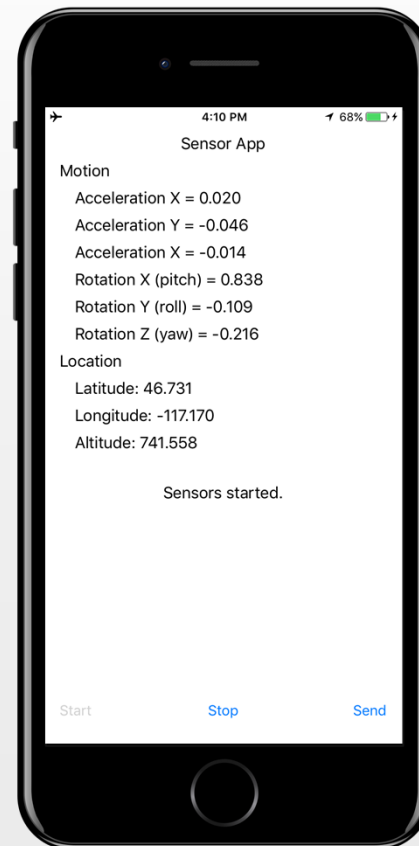 4:10 PM 68%
Sensor App
Motion
Acceleration X = 0.020
Acceleration Y = -0.046
Acceleration X = -0.014
Rotation X (pitch) = 0.838
Rotation Y (roll) = -0.109
Rotation Z (yaw) = -0.216
Location
Latitude: 46.731
Longitude: -117.170
Altitude: 741.558
Sensors started.
Start Stop Send